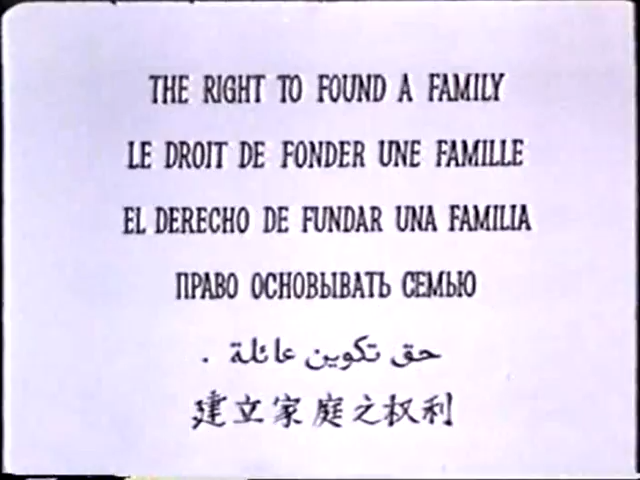 THE RIGHT TO FOUND A FAMILY
LE DROIT DE FONDER UNE FAMILLE
EL DERECHO DE FUNDAR UNA FAMILIA
ПРАВО ОСНОВЫВАТЬ СЕМЬЮ
حق تكوين عائلة .
建立家庭之权利